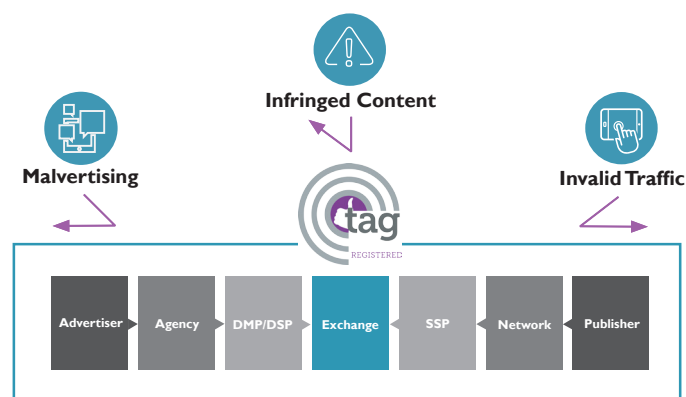 Infringed Content
Malvertising
Invalid Traffic
tag
REGISTERED
Advertiser
Agency
DMP/DSP
Exchange
SSP
Network
Publisher